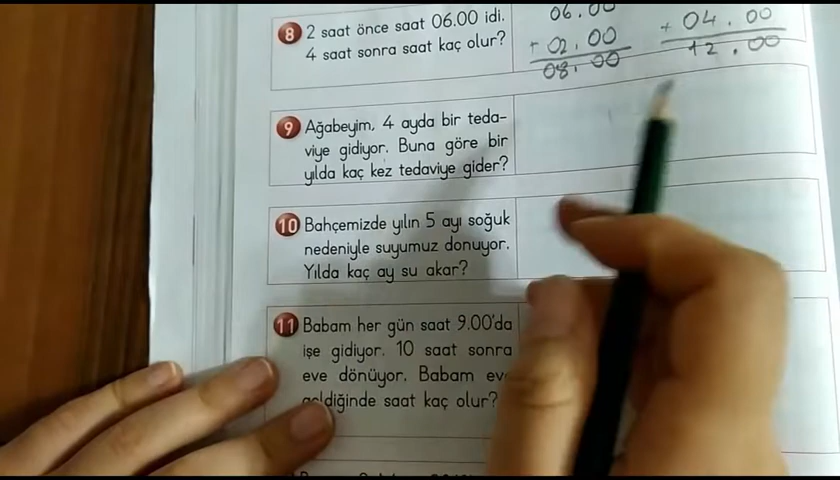 8 2 saat önce saat 06.00 idi.
4 saat sonra saat kaç olur?
06.00
+ 02.00
08.00
+ 04.00
12.00
9 Ağabeyim, 4 ayda bir teda-
viye gidiyor. Buna göre bir
yılda kaç kez tedaviye gider?
10 Bahçemizde yılın 5 ayı soğuk
nedeniyle suyumuz donuyor.
Yılda kaç ay su akar?
11 Babam her gün saat 9.00'da
işe gidiyor. 10 saat sonra
eve dönüyor. Babam
geldiğinde saat kaç olur?